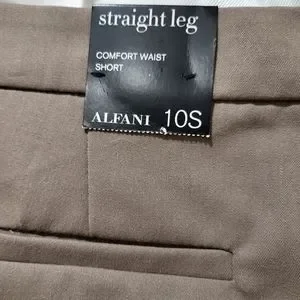 straight leg
COMFORT WAIST
SHORT
ALFANI 10S